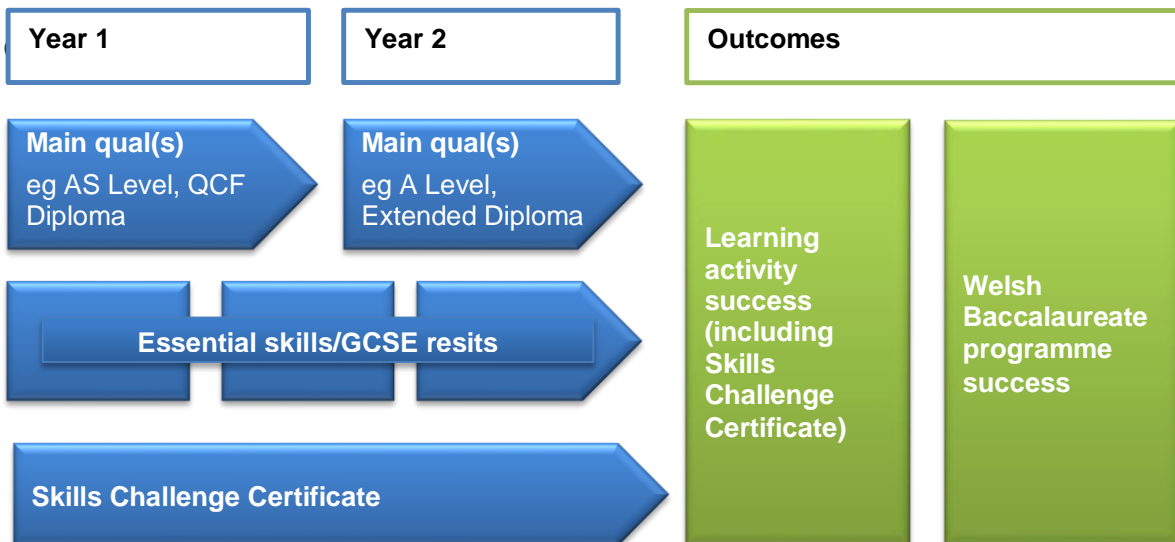 Year 1
Year 2
Outcomes
Main qual(s)
eg AS Level, QCF
Diploma
Main qual(s)
eg A Level,
Extended Diploma
Essential skills/GCSE resits
Skills Challenge Certificate
Learning
activity
success
(including
Skills
Challenge
Certificate)
Welsh
Baccalaureate
programme
success